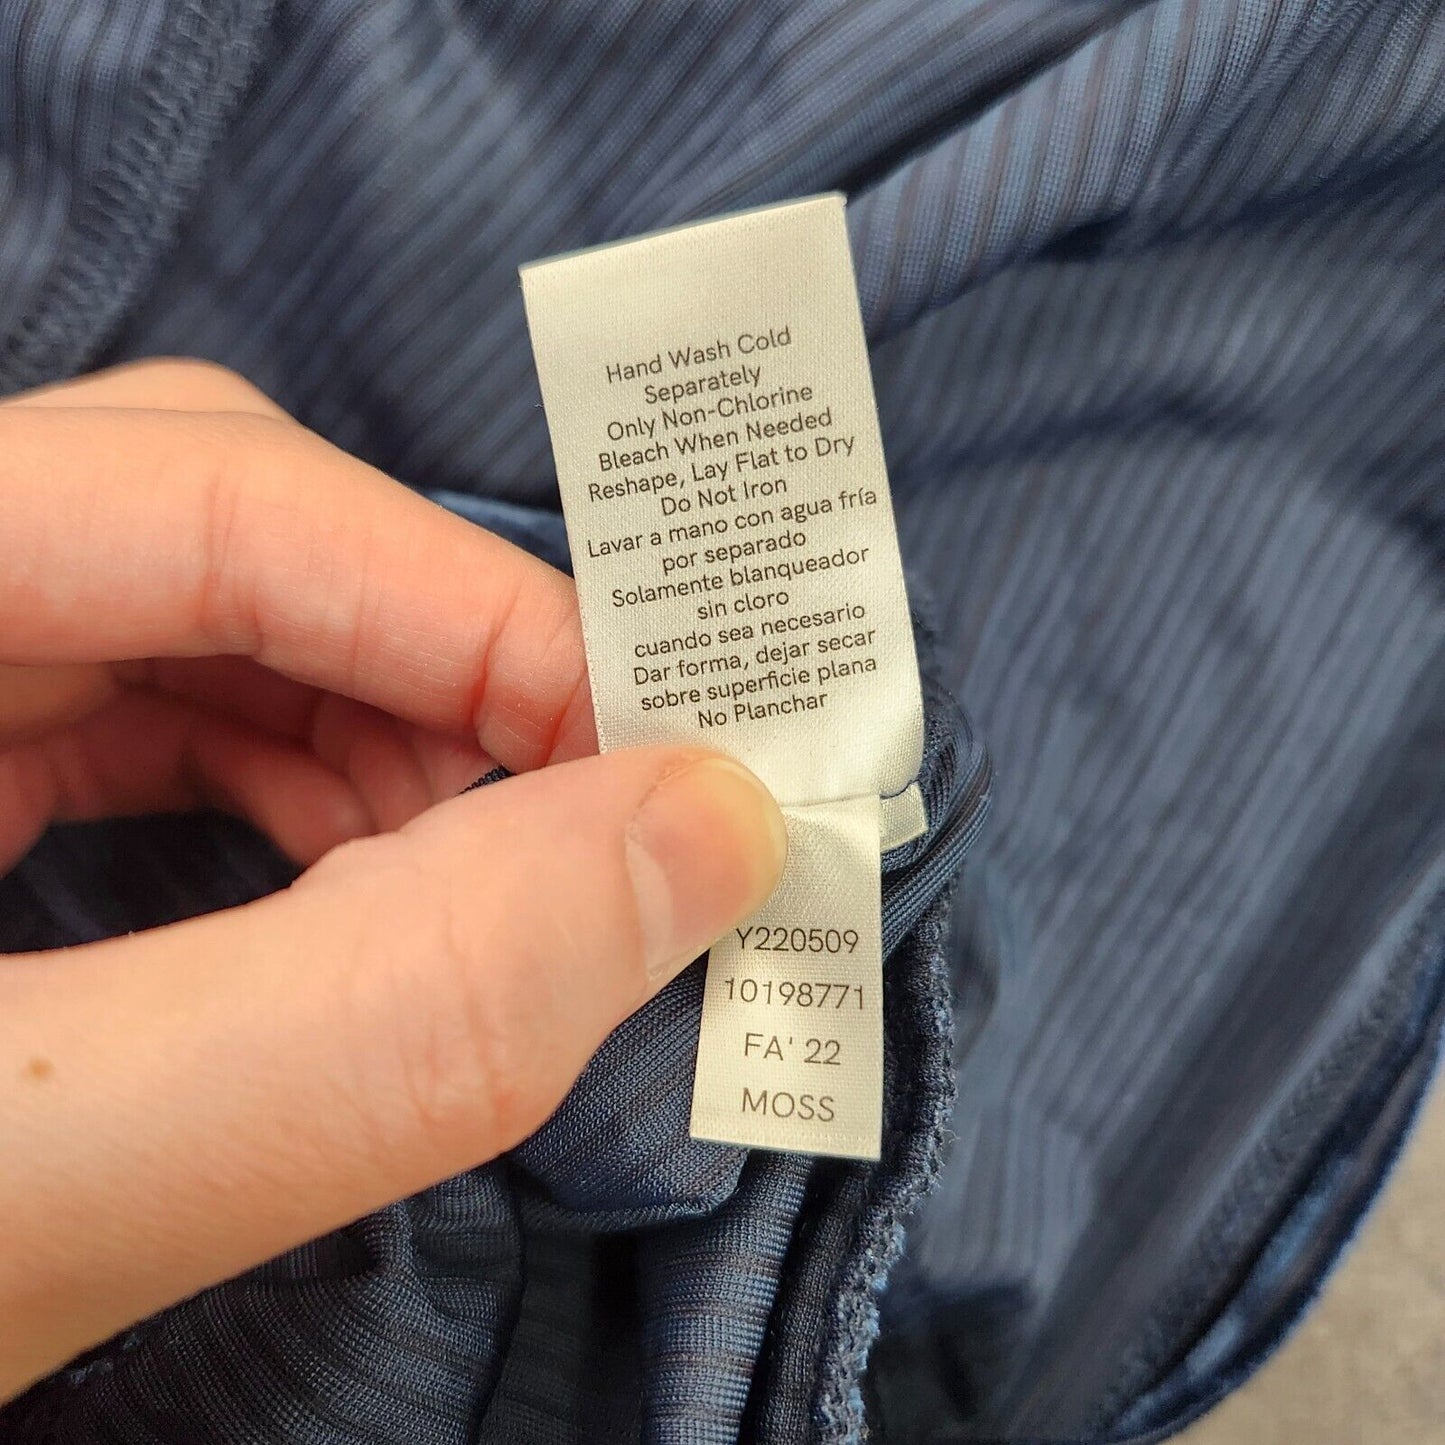 Hand Wash Cold
Separately
Only Non-Chlorine
Bleach When Needed
Reshape, Lay Flat to Dry
Do Not Iron
Lavar a mano con agua fría
por separado
Solamente blanqueador
sin cloro
cuando sea necesario
Dar forma, dejar secar
sobre superficie plana
No Planchar
Y220509
10198771
FA' 22
MOSS